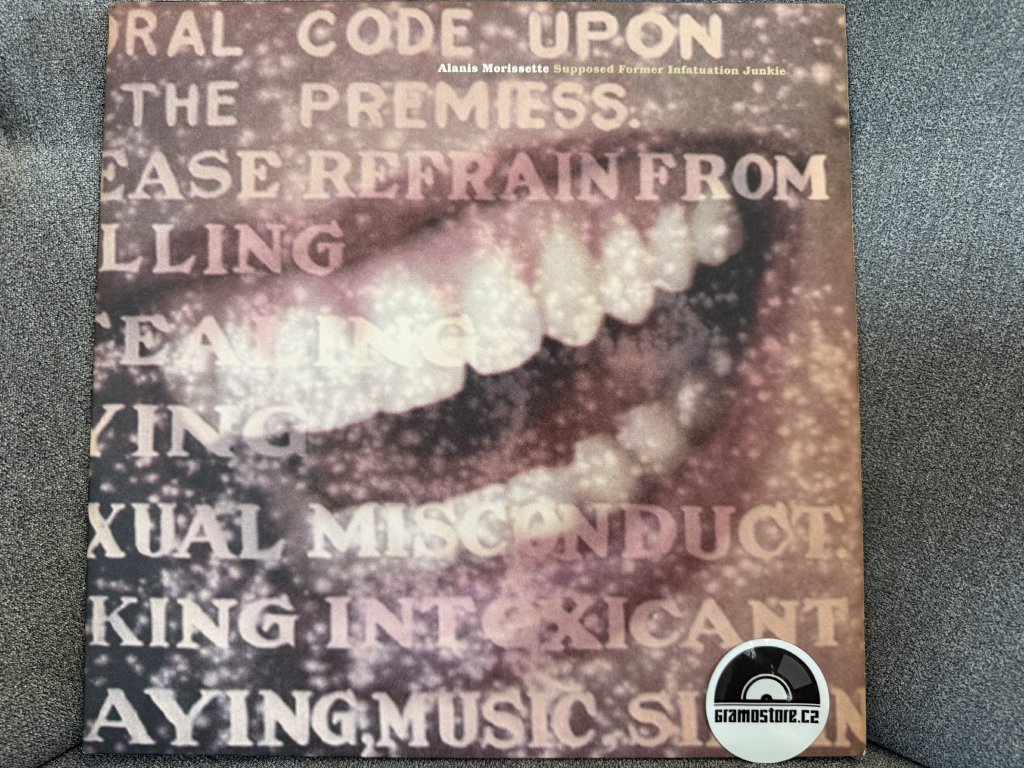 ORAL CODE UPON
Alanis Morissette Supposed Former Infatuation Junkie
THE PREMIESS.
EASE REFRAIN FROM
LLING
TEALING
YING
XUAL MISCONDUCT.
KING INTOXICANT
AYING, MUSIC, SI
GRAMOSTORE.CZ